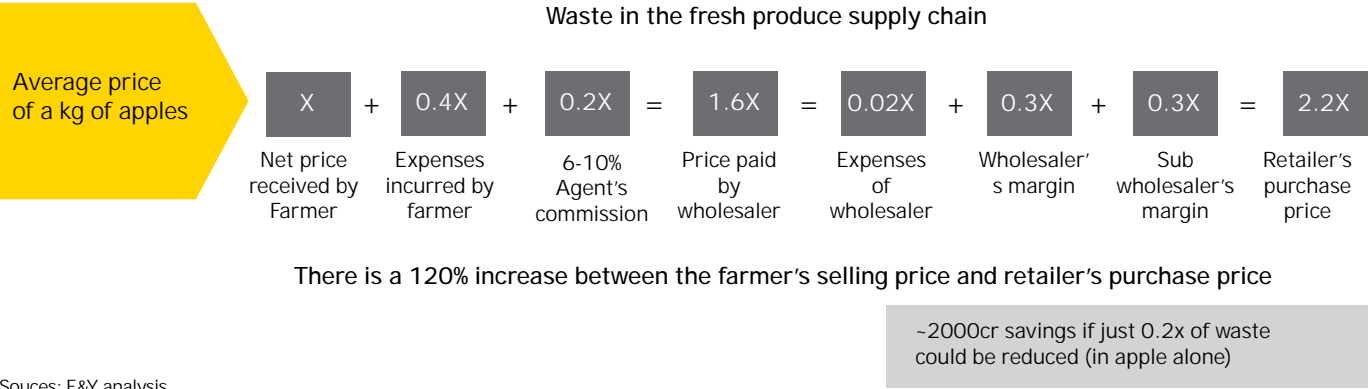 Waste in the fresh produce supply chain
Average price
of a kg of apples
X + 0.4X + 0.2X = 1.6X = 0.02X + 0.3X + 0.3X = 2.2X
Net price
received by
Farmer
Expenses
incurred by
farmer
6-10%
Agent's
commission
Price paid
by
wholesaler
Expenses
of
wholesaler
Wholesaler'
s margin
Sub
wholesaler's
margin
Retailer's
purchase
price
There is a 120% increase between the farmer's selling price and retailer's purchase price
~2000cr savings if just 0.2x of waste
could be reduced (in apple alone)
Souces: E&Y analysis